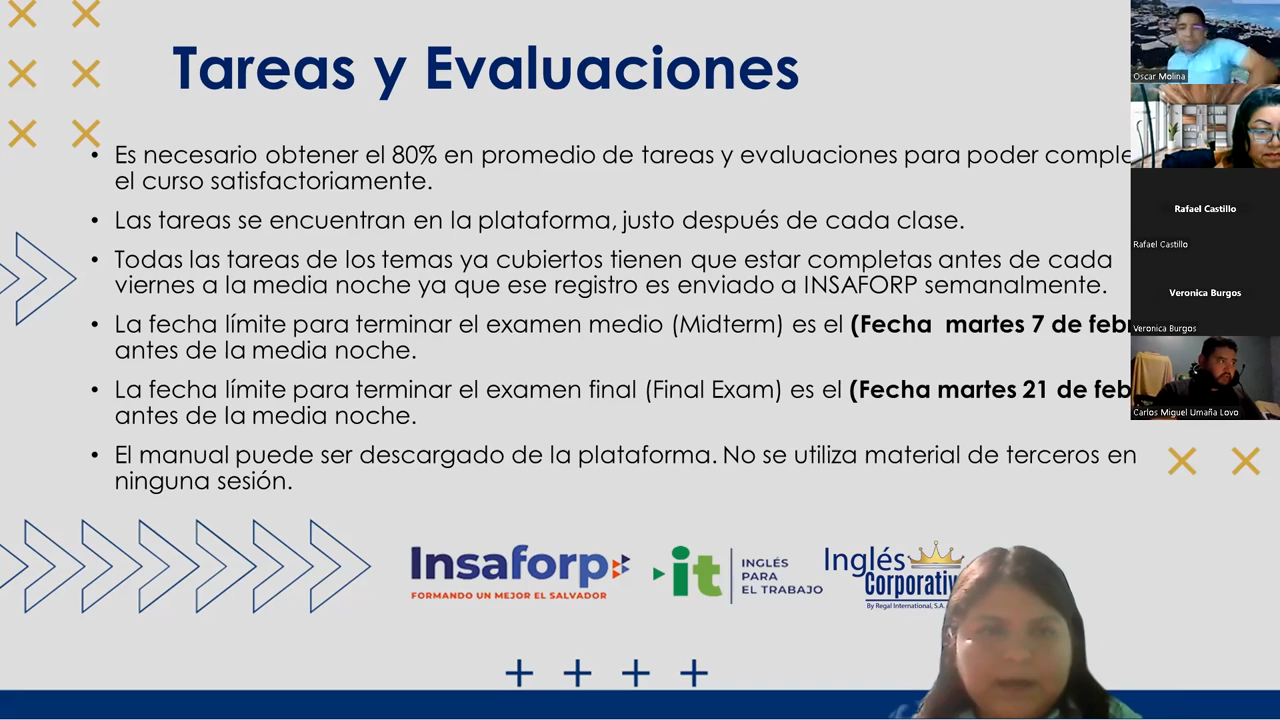 Tareas y Evaluaciones
• Es necesario obtener el 80% en promedio de tareas y evaluaciones para poder comple
el curso satisfactoriamente.
• Las tareas se encuentran en la plataforma, justo después de cada clase.
• Todas las tareas de los temas ya cubiertos tienen que estar completas antes de cada
viernes a la media noche ya que ese registro es enviado a INSAFORP semanalmente.
• La fecha límite para terminar el examen medio (Midterm) es el (Fecha martes 7 de febr
antes de la media noche.
• La fecha límite para terminar el examen final (Final Exam) es el (Fecha martes 21 de feb
antes de la media noche.
• El manual puede ser descargado de la plataforma. No se utiliza material de terceros en
ninguna sesión.
Insaforp
FORMANDO UN MEJOR EL SALVADOR
it
INGLÉS
PARA
EL TRABAJO
Inglés
Corporativ
By Regal International, S.A.
Oscar Molina
Rafael Castillo
Rafael Castillo
Veronica Burgos
Veronica Burgos
Carlos Miguel Umaña Lovo